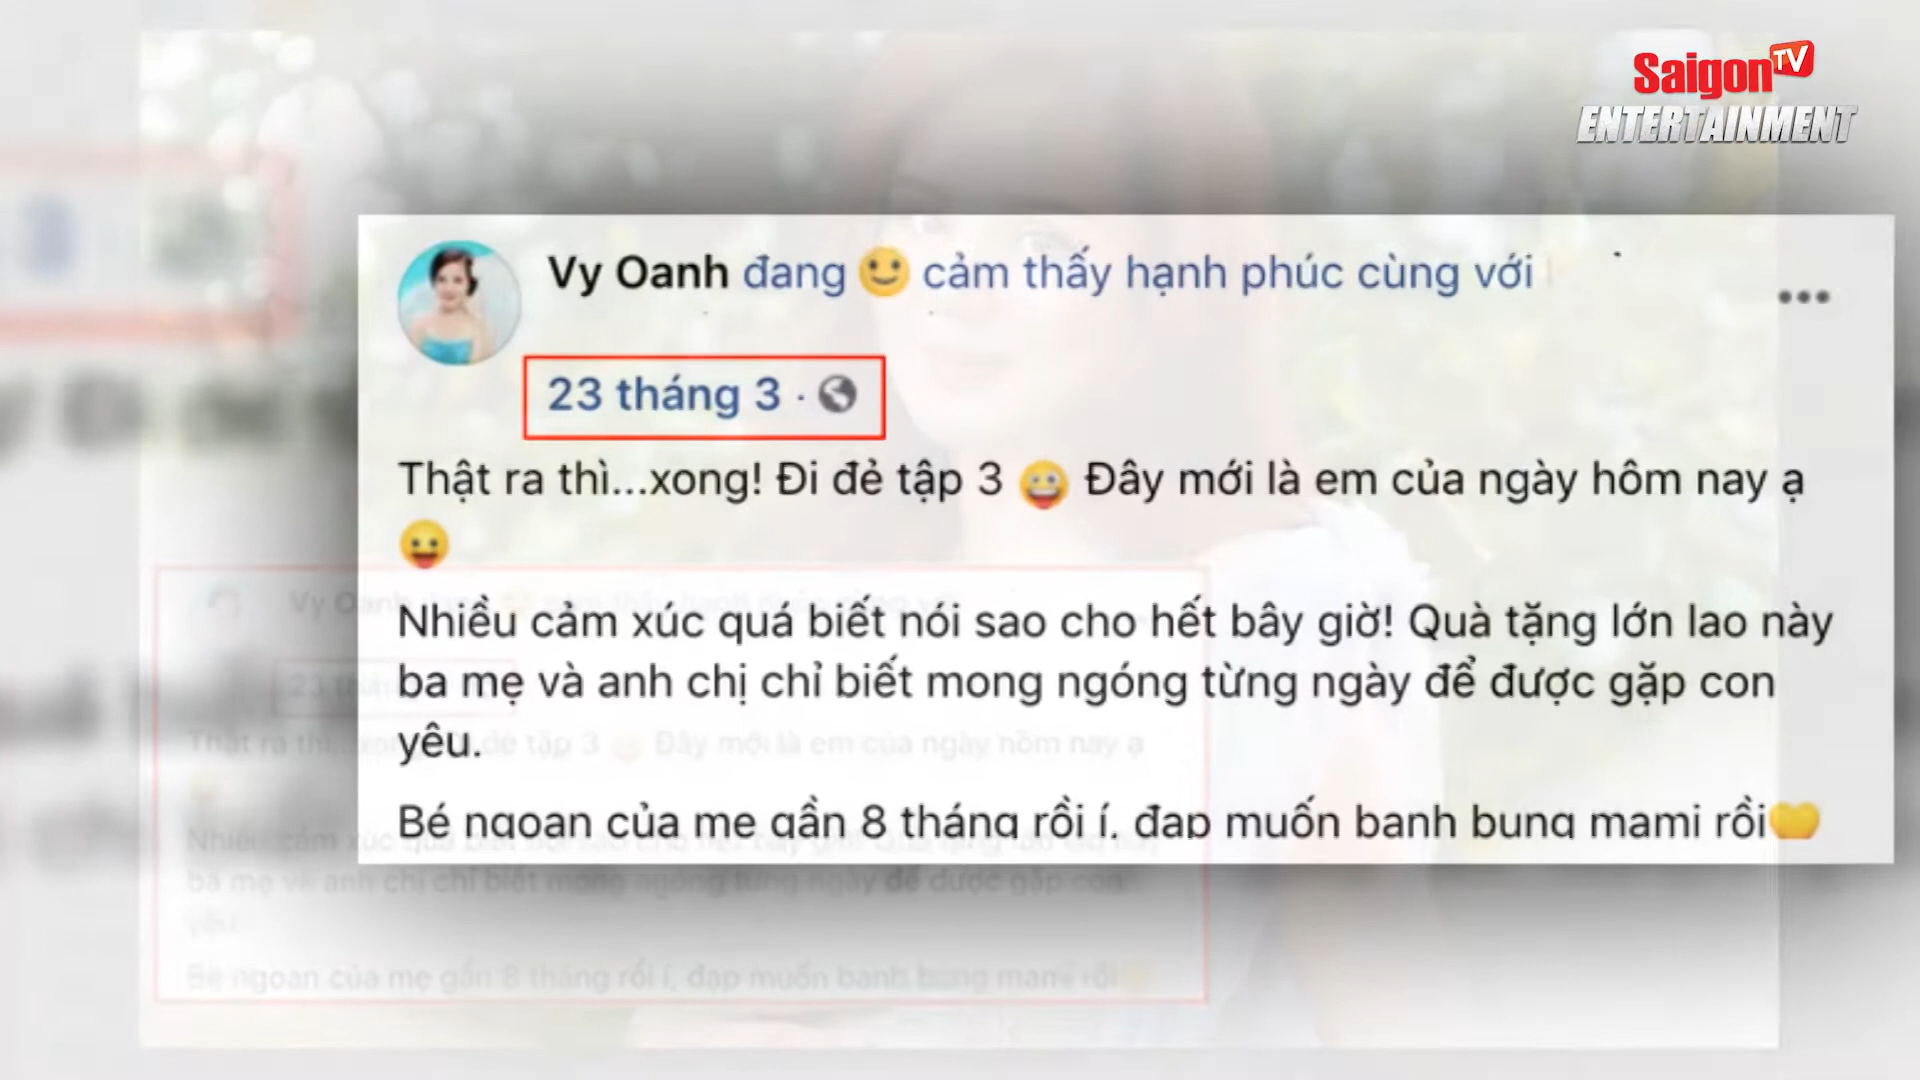 Saigon TV
ENTERTAINMENT
Vy Oanh đang 🙂 cảm thấy hạnh phúc cùng với
23 tháng 3 ·
Thật ra thì...xong! Đi đẻ tập 3 🤪 Đây mới là em của ngày hôm nay ạ
😛
Nhiều cảm xúc quá biết nói sao cho hết bây giờ! Quà tặng lớn lao này
ba mẹ và anh chị chỉ biết mong ngóng từng ngày để được gặp con
yêu.
Bé ngoan của mẹ gần 8 tháng rồi í, đạp muốn banh bụng mami rồi💛